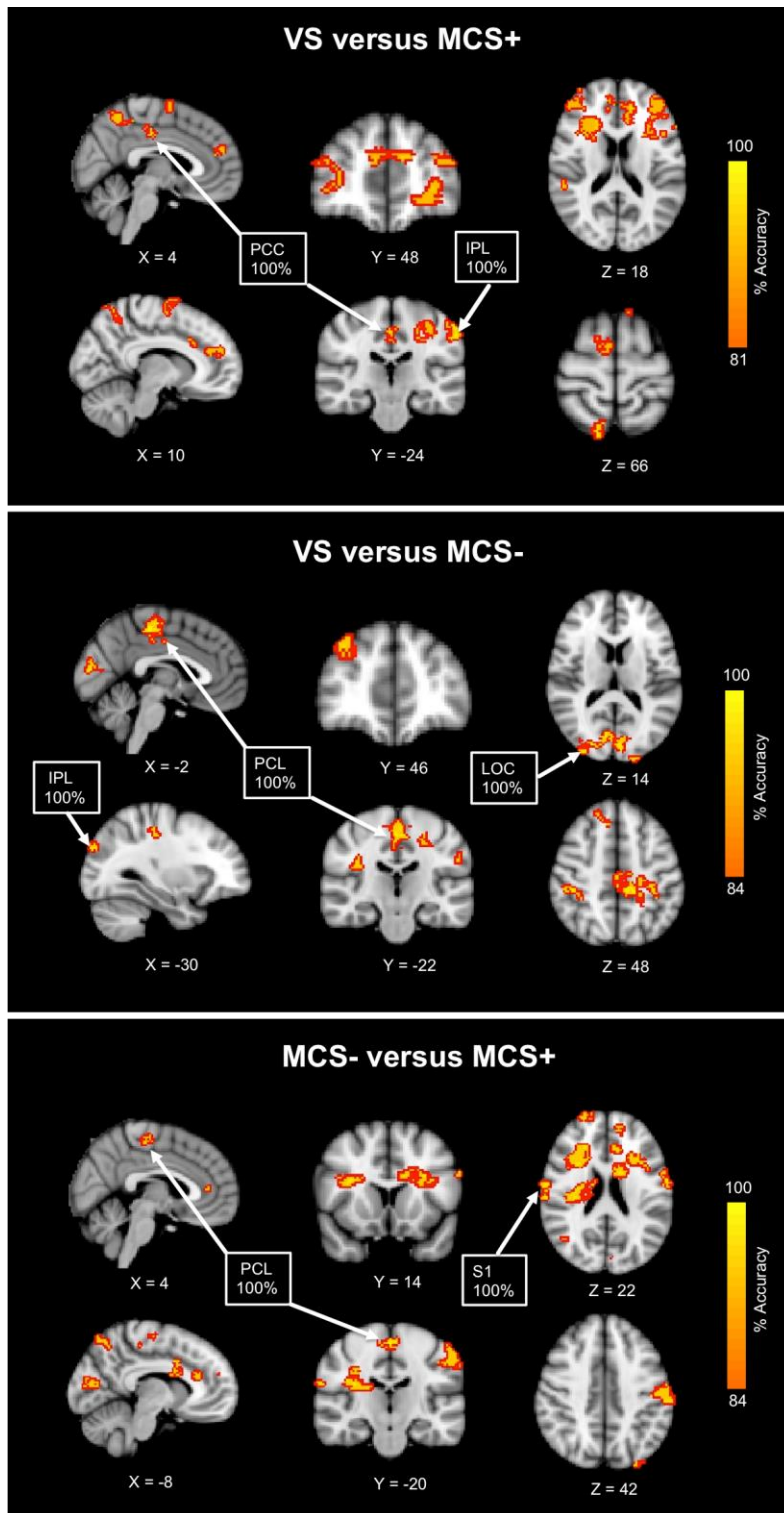 VS versus MCS+
X = 4
PCC
100%
Y = 48
IPL
100%
Z = 18
100
% Accuracy
81
X = 10
Y = -24
Z = 66
VS versus MCS-
X = -2
IPL
100%
PCL
100%
Y = 46
LOC
100%
Z = 14
100
% Accuracy
84
X = -30
Y = -22
Z = 48
MCS- versus MCS+
X = 4
PCL
100%
Y = 14
S1
100%
Z = 22
100
% Accuracy
84
X = -8
Y = -20
Z = 42